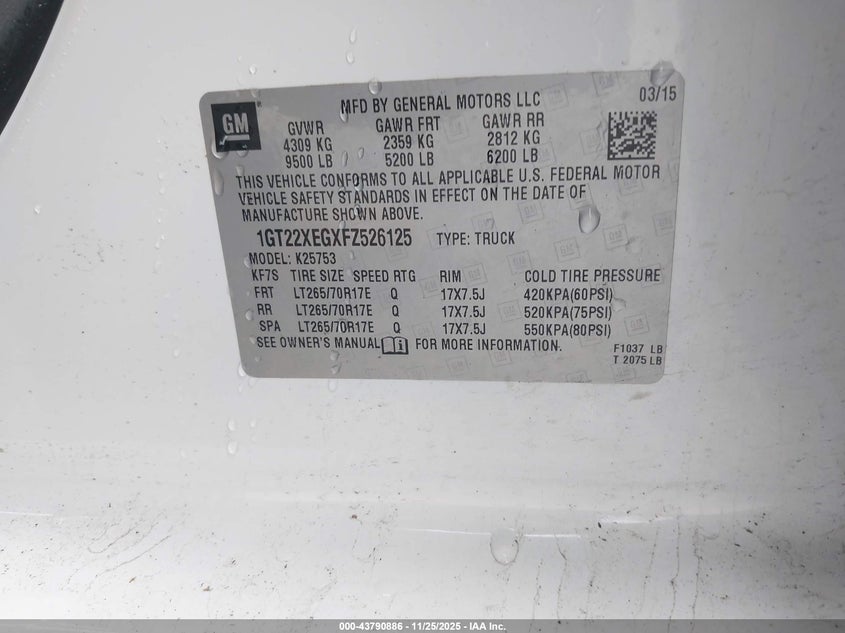 GM
MFD BY GENERAL MOTORS LLC 03/15
GVWR GAWR FRT GAWR RR
4309 KG 2359 KG 2812 KG
9500 LB 5200 LB 6200 LB
THIS VEHICLE CONFORMS TO ALL APPLICABLE U.S. FEDERAL MOTOR
VEHICLE SAFETY STANDARDS IN EFFECT ON THE DATE OF
MANUFACTURE SHOWN ABOVE.
1GT22XEGXFZ526125 TYPE: TRUCK
MODEL: K25753
KF7S TIRE SIZE SPEED RTG RIM COLD TIRE PRESSURE
FRT LT265/70R17E Q 17X7.5J 420KPA(60PSI)
RR LT265/70R17E Q 17X7.5J 520KPA(75PSI)
SPA LT265/70R17E Q 17X7.5J 550KPA(80PSI)
SEE OWNER'S MANUAL i FOR MORE INFORMATION.
F1037 LB
T 2075 LB
000-43790886 - 11/25/2025 - IAA Inc.